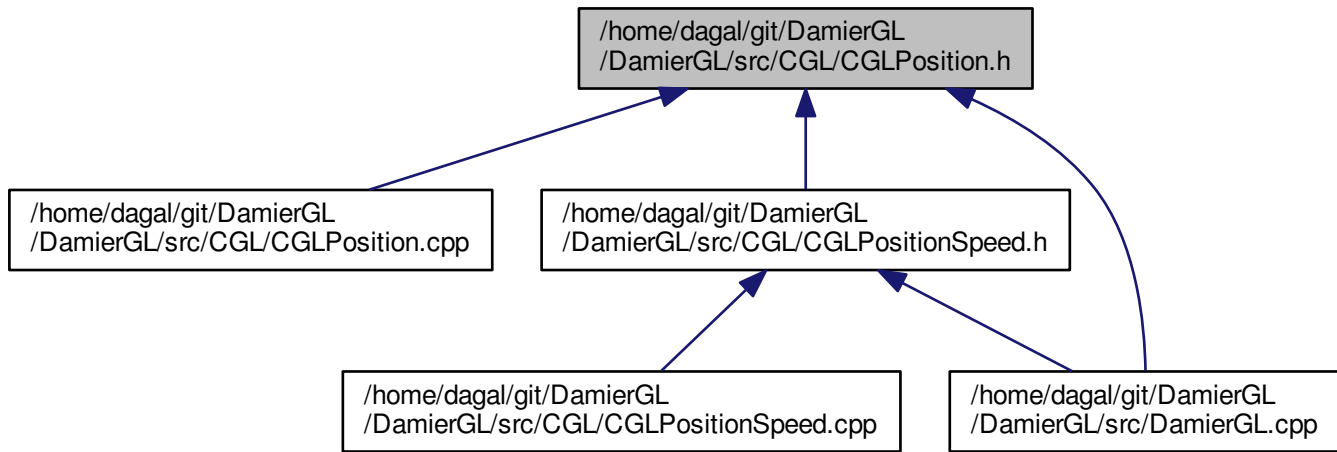 /home/dagal/git/DamierGL
/DamierGL/src/CGL/CGLPosition.h
/home/dagal/git/DamierGL
/DamierGL/src/CGL/CGLPosition.cpp
/home/dagal/git/DamierGL
/DamierGL/src/CGL/CGLPositionSpeed.h
/home/dagal/git/DamierGL
/DamierGL/src/CGL/CGLPositionSpeed.cpp
/home/dagal/git/DamierGL
/DamierGL/src/DamierGL.cpp